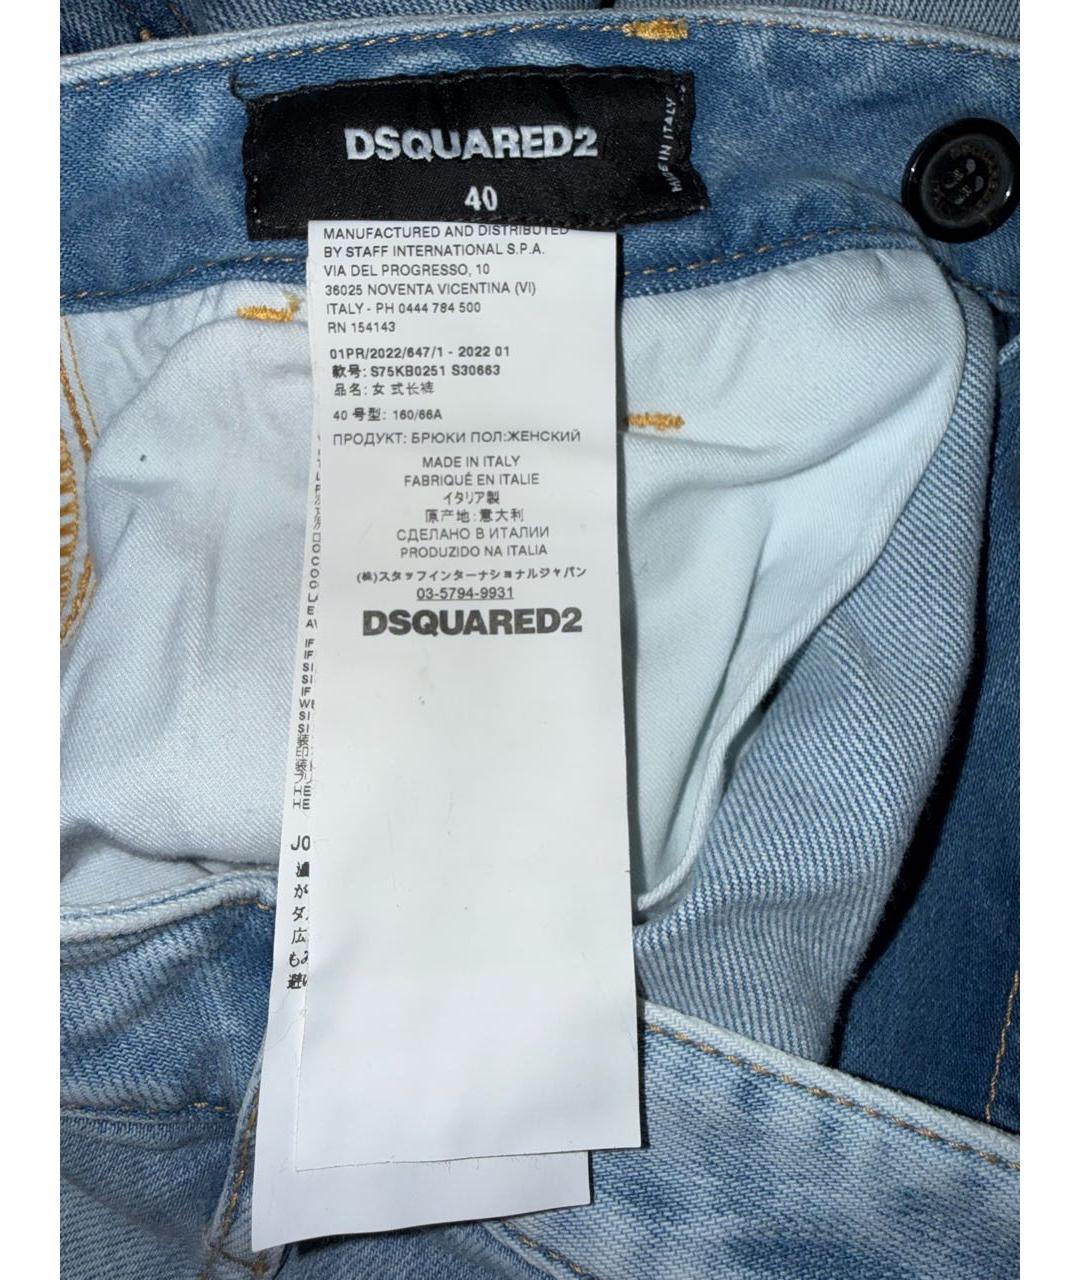 DSQUARED2
40
MADE IN ITALY
MANUFACTURED AND DISTRIBUTED
BY STAFF INTERNATIONAL S.P.A.
VIA DEL PROGRESSO, 10
36025 NOVENTA VICENTINA (VI)
ITALY - PH 0444 784 500
RN 154143
01PR/2022/647/1 - 2022 01
款号: S75KB0251 S30663
品名: 女 式长裤
40 号型: 160/66A
ПРОДУКТ: БРЮКИ ПОЛ:ЖЕНСКИЙ
MADE IN ITALY
FABRIQUÉ EN ITALIE
イタリア製
原产地:意大利
СДЕЛАНО В ИТАЛИИ
PRODUZIDO NA ITALIA
(株)スタッフインターナショナルジャパン
03-5794-9931
DSQUARED2